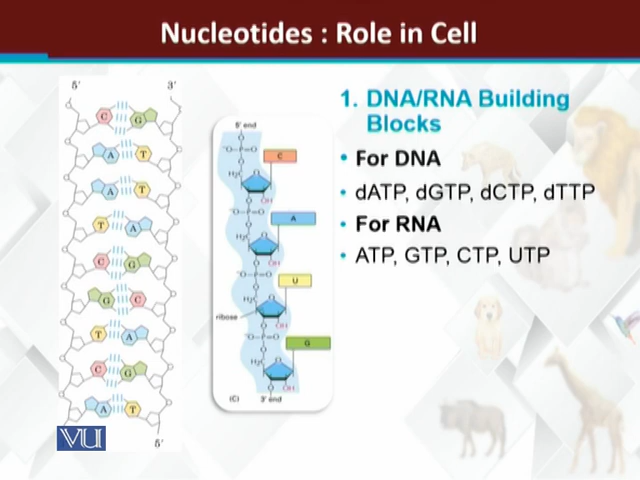 Nucleotides : Role in Cell
5'
3'
C G
A T
A T
T A
C G
G C
T A
C G
A T
5'
VU
5' end
C
A
U
G
ribose
OH
(C)
3' end
1. DNA/RNA Building
Blocks
• For DNA
• dATP, dGTP, dCTP, dTTP
• For RNA
• ATP, GTP, CTP, UTP